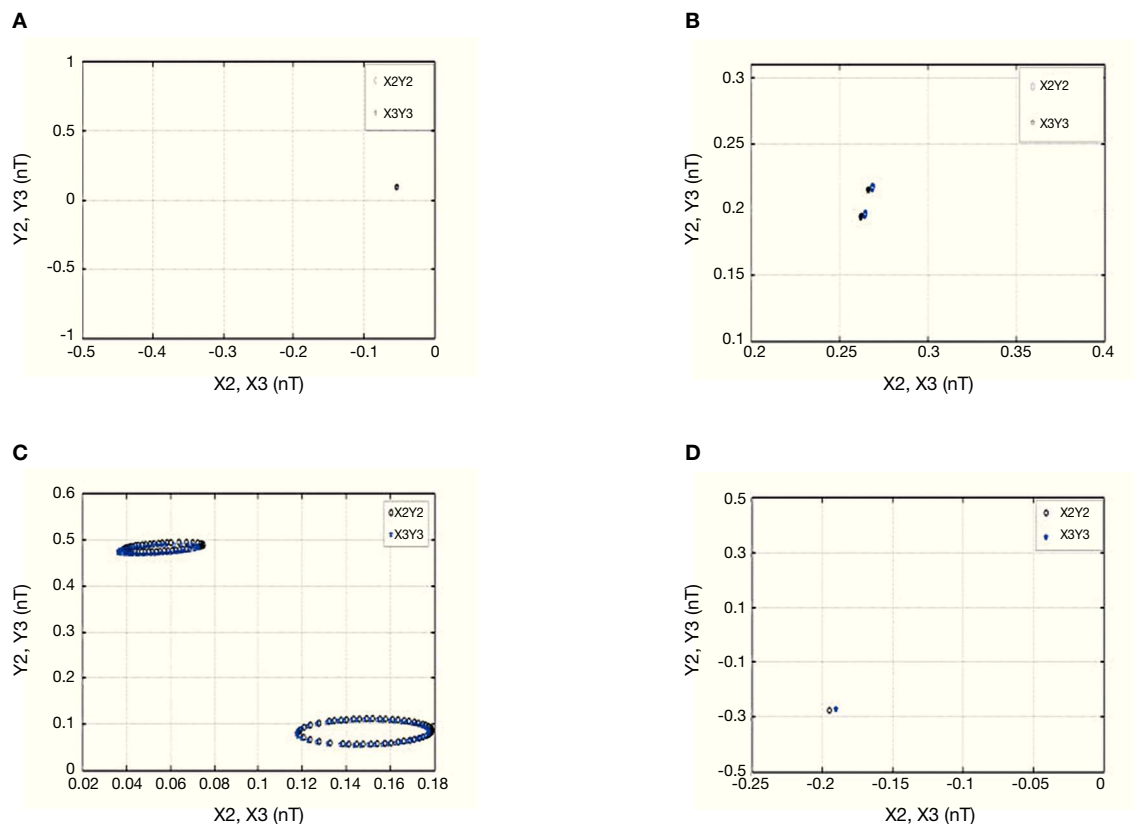 A
1
0.5
0
-0.5
-1
Y2, Y3 (nT)
X2Y2
X3Y3
-0.5 -0.4 -0.3 -0.2 -0.1 0
X2, X3 (nT)
B
0.3
0.25
0.2
0.15
0.1
Y2, Y3 (nT)
X2Y2
X3Y3
0.2 0.25 0.3 0.35 0.4
X2, X3 (nT)
C
0.6
0.5
0.4
0.3
0.2
0.1
0
Y2, Y3 (nT)
X2Y2
X3Y3
0.02 0.04 0.06 0.08 0.10 0.12 0.14 0.16 0.18
X2, X3 (nT)
D
0.5
0.3
0.1
-0.1
-0.3
-0.5
Y2, Y3 (nT)
X2Y2
X3Y3
-0.25 -0.2 -0.15 -0.1 -0.05 0
X2, X3 (nT)